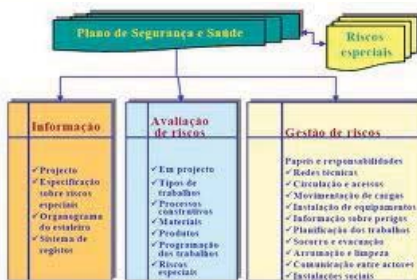 Plano de Segurança e Saúde
Riscos
especiais
Informação
✓Projecto
✓Especificação
sobre riscos
especiais
✓Organograma
do estaleiro
✓Sistema de
registos
Avaliação
de riscos
✓Em projecto
✓Tipos de
trabalhos
✓Processos
construtivos
✓Materiais
✓Produtos
✓Programação
dos trabalhos
✓Riscos
especiais
Gestão de riscos
Papeis e responsabilidades
✓Redes técnicas
✓Circulação e acessos
✓Movimentação de cargas
✓Instalação de equipamentos
✓Informação sobre perigos
✓Planificação dos trabalhos
✓Socorro e evacuação
✓Arrumação e limpeza
✓Comunicação entre actores
✓Instalações sociais